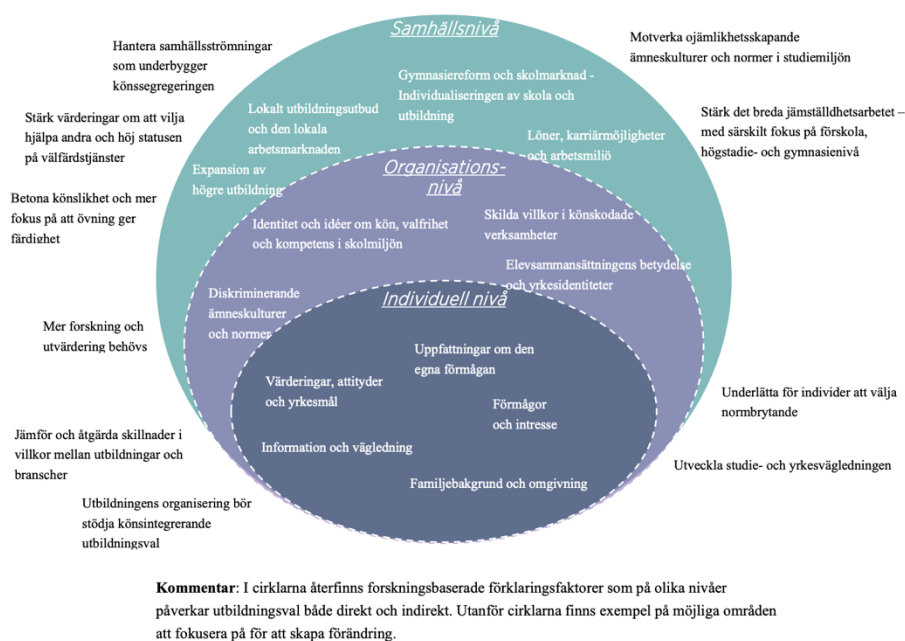 Samhällsnivå
Hantera samhällsströmningar
som underbygger
könssegregeringen
Motverka ojämlikhetsskapande
ämneskulturer och normer i studiemiljön
Gymnasiereform och skolmarknad -
Individualiseringen av skola och
utbildning
Lokalt utbildningsutbud
och den lokala
arbetsmarknaden
Stärk värderingar om att vilja
hjälpa andra och höj statusen
på välfärdstjänster
Stärk det breda jämställdhetsarbetet –
med särskilt fokus på förskola,
högstadie- och gymnasienivå
Löner, karriärmöjligheter
och arbetsmiljö
Expansion av
högre utbildning
Organisations-
nivå
Betona könslikhet och mer
fokus på att övning ger
färdighet
Identitet och idéer om kön, valfrihet
och kompetens i skolmiljön
Skilda villkor i könskodade
verksamheter
Elevsammansättningens betydelse
och yrkesidentiteter
Diskriminerande
ämneskulturer
och normer
Individuell nivå
Mer forskning och
utvärdering behövs
Uppfattningar om den
egna förmågan
Värderingar, attityder
och yrkesmål
Förmågor
och intresse
Underlätta för individer att välja
normbrytande
Jämför och åtgärda skillnader i
villkor mellan utbildningar och
branscher
Information och vägledning
Utveckla studie- och yrkesvägledningen
Familjebakgrund och omgivning
Utbildningens organisering bör
stödja könsintegrerande
utbildningsval
Kommentar: I cirklarna återfinns forskningsbaserade förklaringsfaktorer som på olika nivåer
påverkar utbildningsval både direkt och indirekt. Utanför cirklarna finns exempel på möjliga områden
att fokusera på för att skapa förändring.